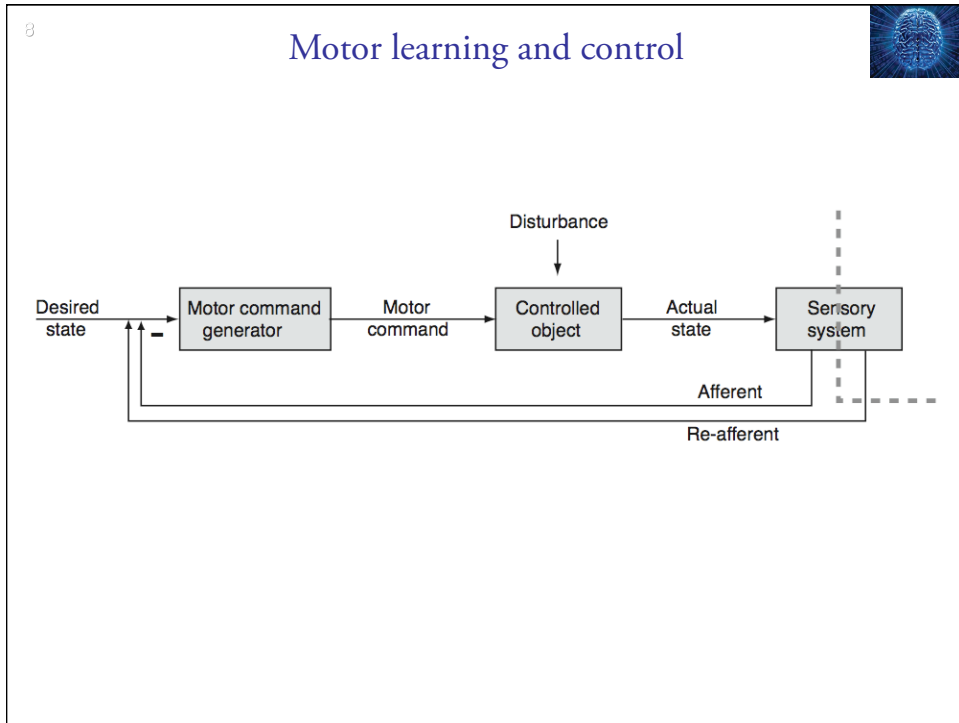 8
Motor learning and control
Disturbance
Desired
state
Motor command
generator
Motor
command
Controlled
object
Actual
state
Sensory
system
–
Afferent
Re-afferent